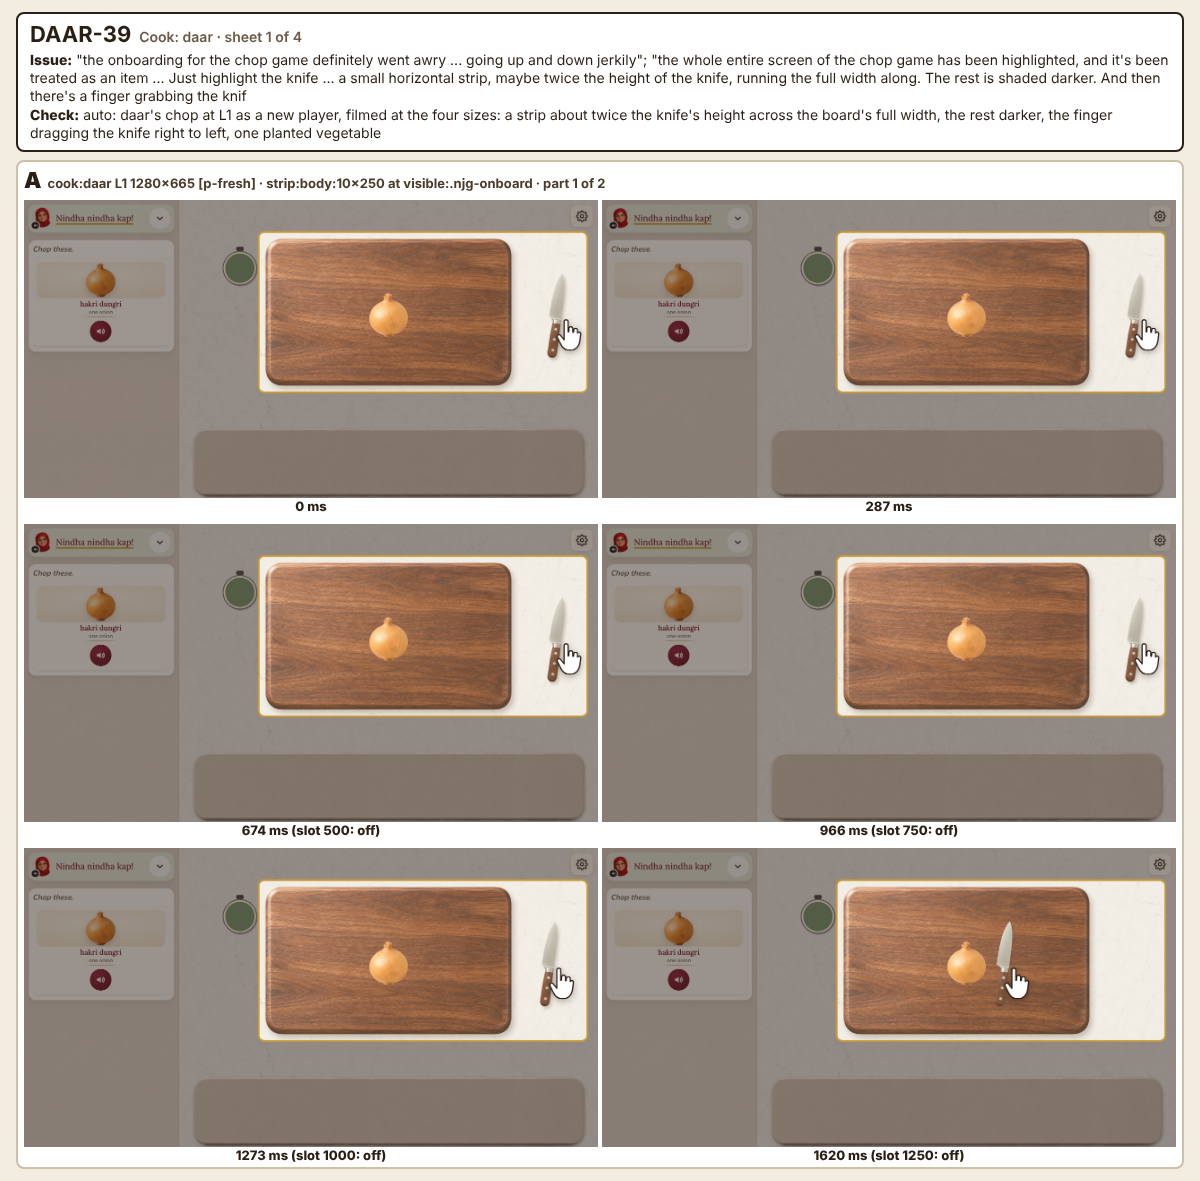 DAAR-39 Cook: daar · sheet 1 of 4
Issue: "the onboarding for the chop game definitely went awry ... going up and down jerkily"; "the whole entire screen of the chop game has been highlighted, and it's been
treated as an item ... Just highlight the knife ... a small horizontal strip, maybe twice the height of the knife, running the full width along. The rest is shaded darker. And then
there's a finger grabbing the knif
Check: auto: daar's chop at L1 as a new player, filmed at the four sizes: a strip about twice the knife's height across the board's full width, the rest darker, the finger
dragging the knife right to left, one planted vegetable
A cook:daar L1 1280×665 [p-fresh] · strip:body:10×250 at visible:.njg-onboard · part 1 of 2
Nindha nindha kap!
Chop these.
hakri dungri
one onion
0 ms
Nindha nindha kap!
Chop these.
hakri dungri
one onion
287 ms
Nindha nindha kap!
Chop these.
hakri dungri
one onion
674 ms (slot 500: off)
Nindha nindha kap!
Chop these.
hakri dungri
one onion
966 ms (slot 750: off)
Nindha nindha kap!
Chop these.
hakri dungri
one onion
1273 ms (slot 1000: off)
Nindha nindha kap!
Chop these.
hakri dungri
one onion
1620 ms (slot 1250: off)